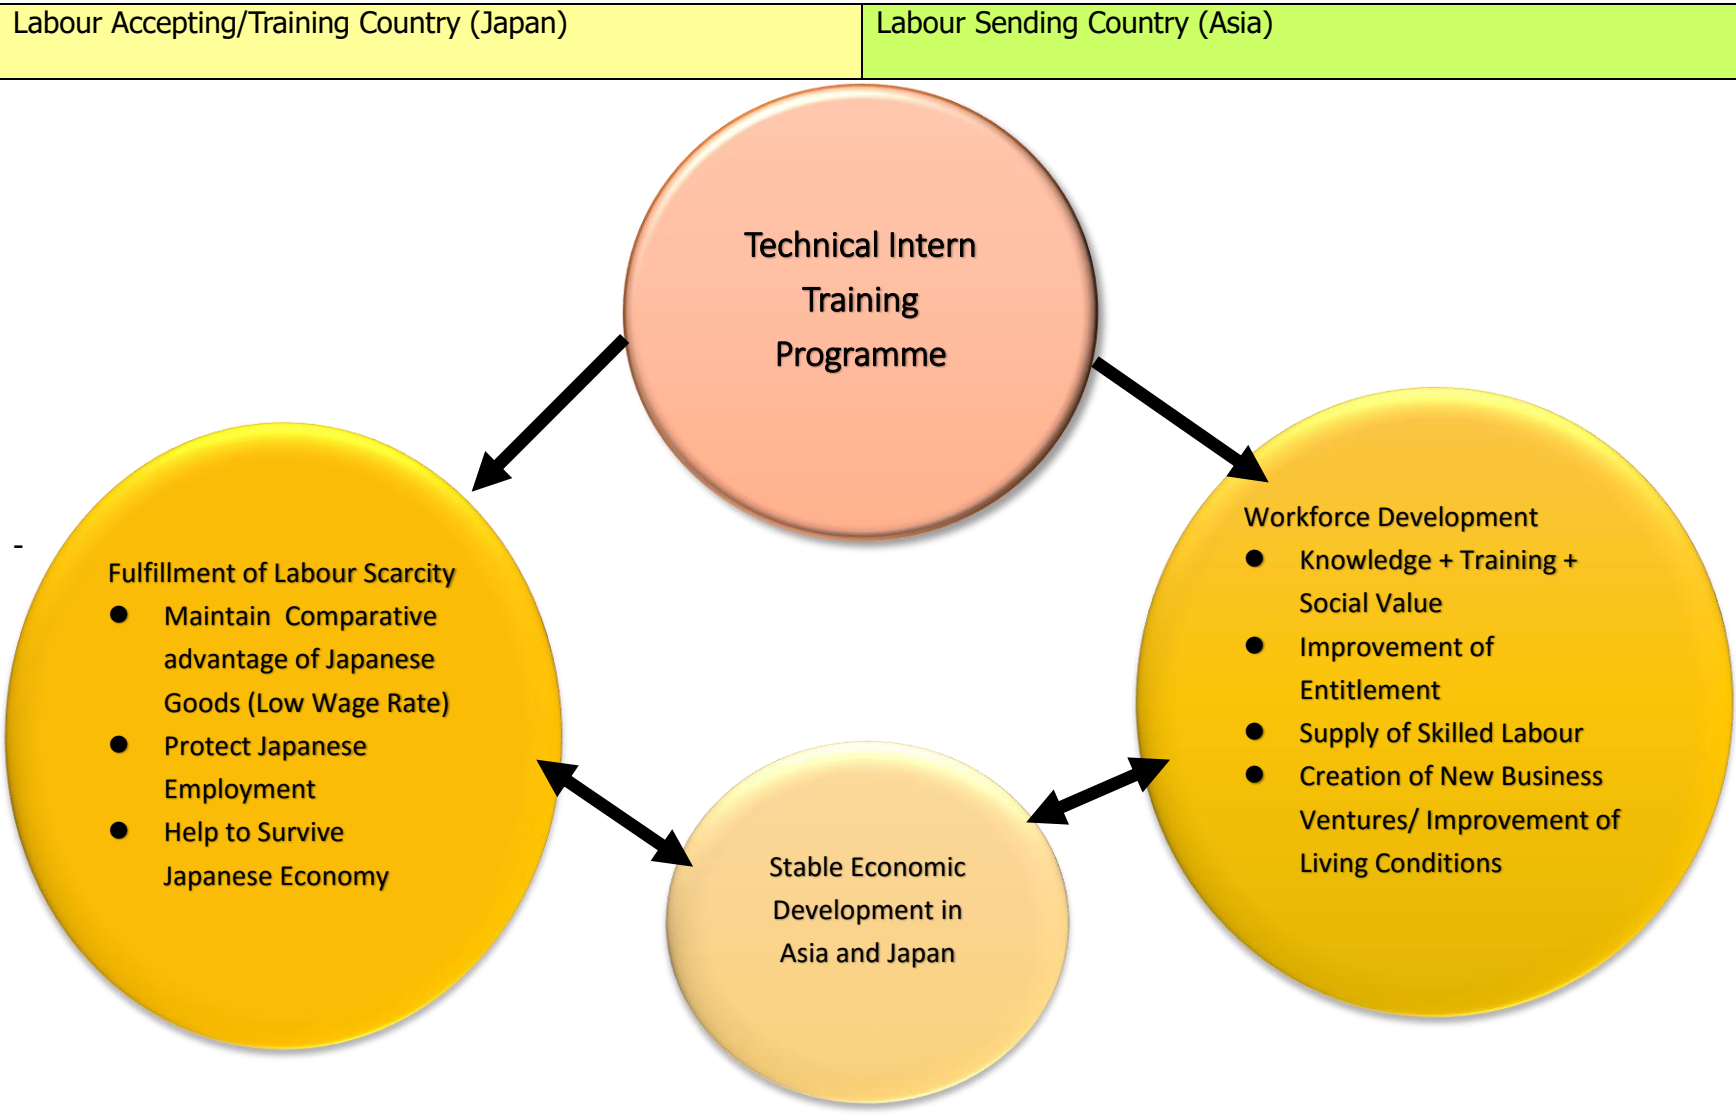 Labour Accepting/Training Country (Japan)
Labour Sending Country (Asia)
Technical Intern
Training
Programme
-
Fulfillment of Labour Scarcity
● Maintain  Comparative
advantage of Japanese
Goods (Low Wage Rate)
● Protect Japanese
Employment
● Help to Survive
Japanese Economy
Workforce Development
● Knowledge + Training +
Social Value
● Improvement of
Entitlement
● Supply of Skilled Labour
● Creation of New Business
Ventures/ Improvement of
Living Conditions
Stable Economic
Development in
Asia and Japan